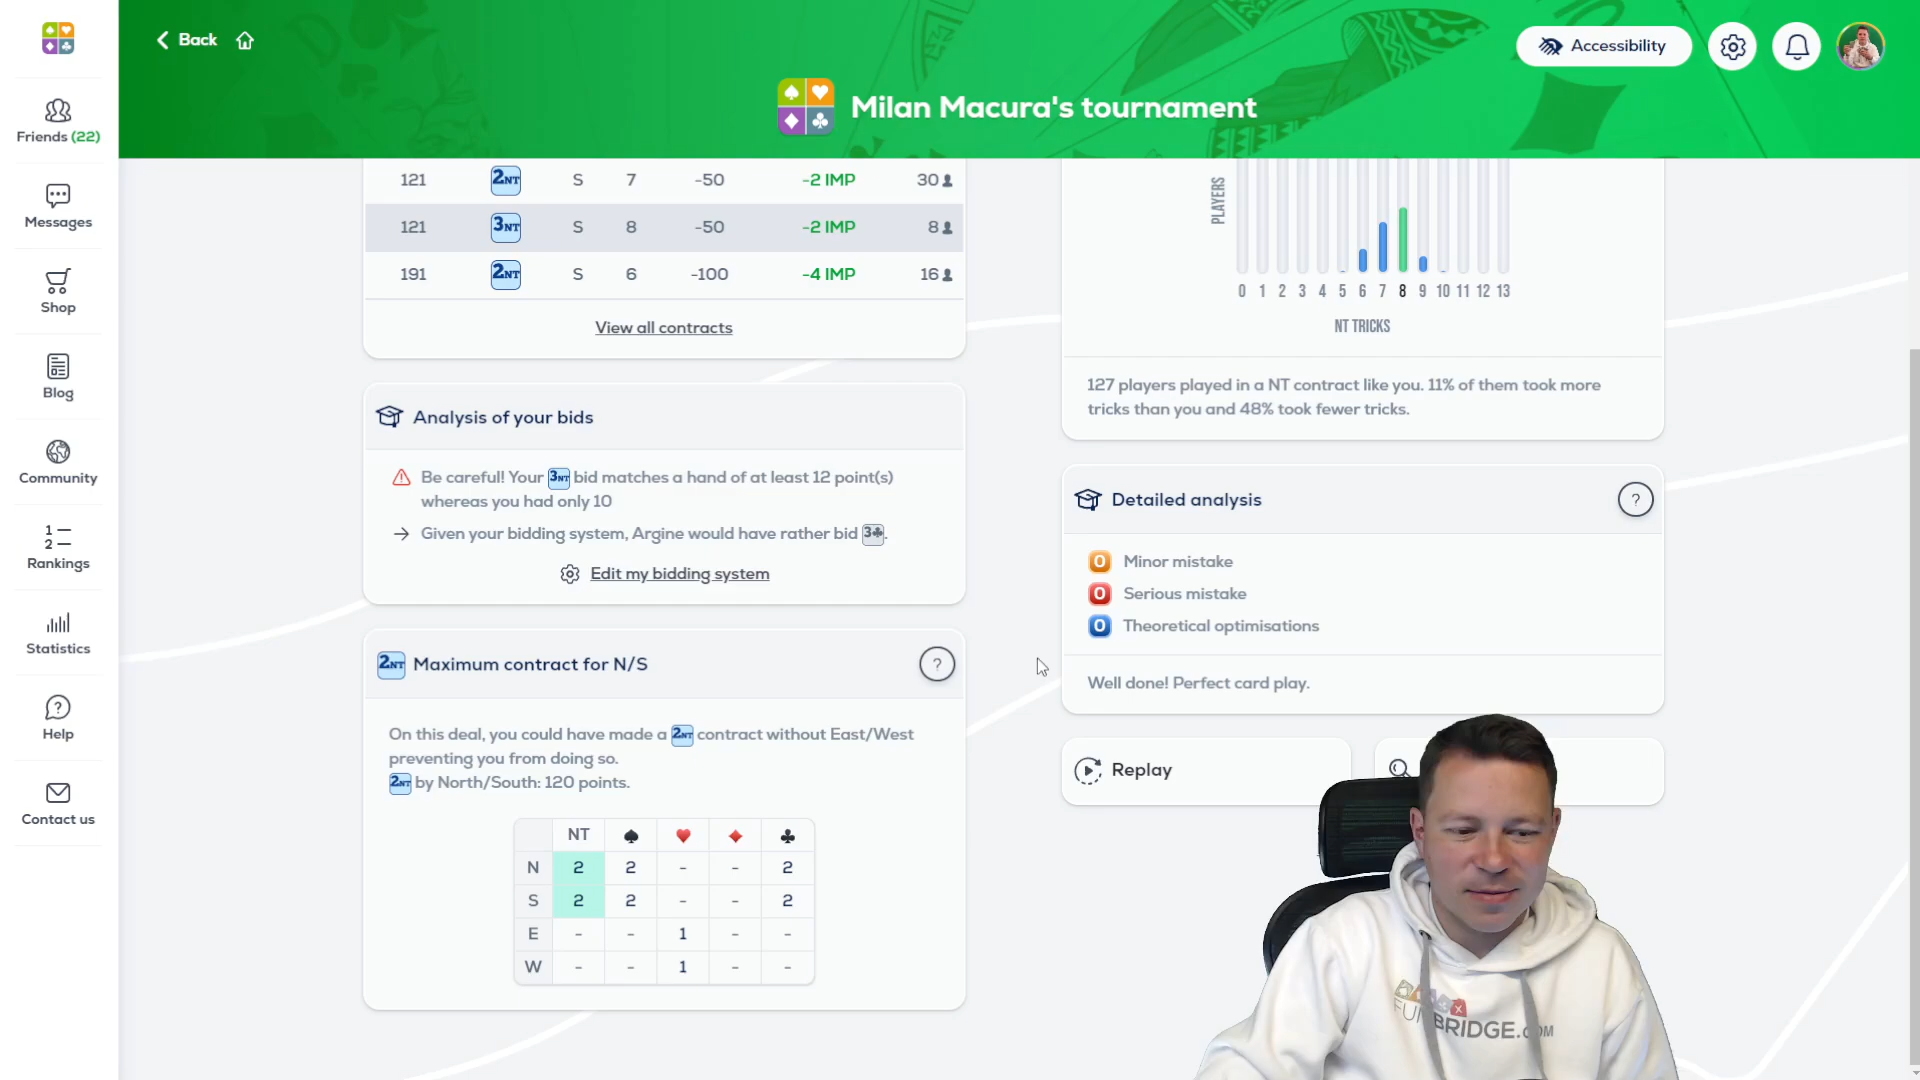 Back
Accessibility
Milan Macura's tournament
Friends (22)
Messages
Shop
Blog
Community
1
2
Rankings
Statistics
Help
Contact us
121 2NT S 7 -50 -2 IMP 30
121 3NT S 8 -50 -2 IMP 8
191 2NT S 6 -100 -4 IMP 16
View all contracts
Analysis of your bids
Be careful! Your 3NT bid matches a hand of at least 12 point(s)
whereas you had only 10
Given your bidding system, Argine would have rather bid 3♣.
Edit my bidding system
2NT Maximum contract for N/S ?
On this deal, you could have made a 2NT contract without East/West
preventing you from doing so.
2NT by North/South: 120 points.
NT ♠ ♥ ♦ ♣
N 2 2 - - 2
S 2 2 - - 2
E - - 1 - -
W - - 1 - -
PLAYERS
0 1 2 3 4 5 6 7 8 9 10 11 12 13
NT TRICKS
127 players played in a NT contract like you. 11% of them took more
tricks than you and 48% took fewer tricks.
Detailed analysis ?
0 Minor mistake
0 Serious mistake
0 Theoretical optimisations
Well done! Perfect card play.
Replay
FUNBRIDGE.COM